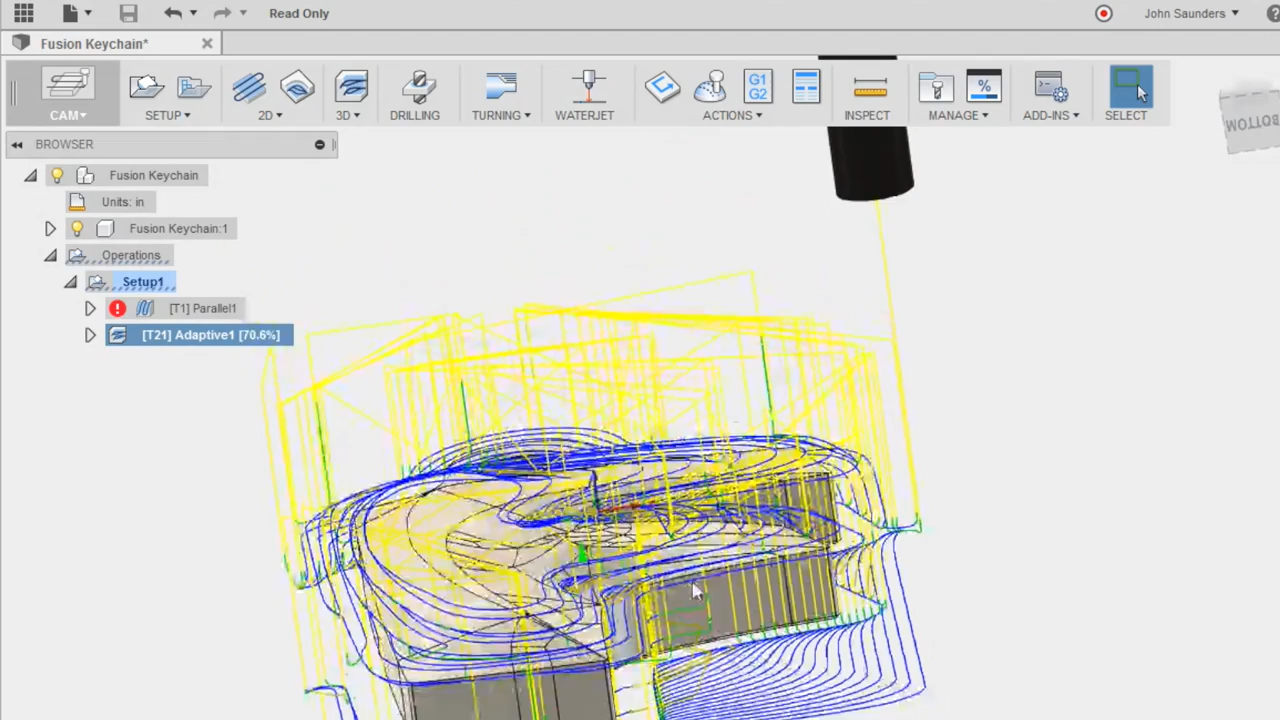 Read Only
John Saunders
Fusion Keychain*
G1
G2
%
CAM
SETUP
2D
3D
DRILLING
TURNING
WATERJET
ACTIONS
INSPECT
MANAGE
ADD-INS
SELECT
BOTTOM
BROWSER
Fusion Keychain
Units: in
Fusion Keychain:1
Operations
Setup1
[T1] Parallel1
[T21] Adaptive1 [70.6%]